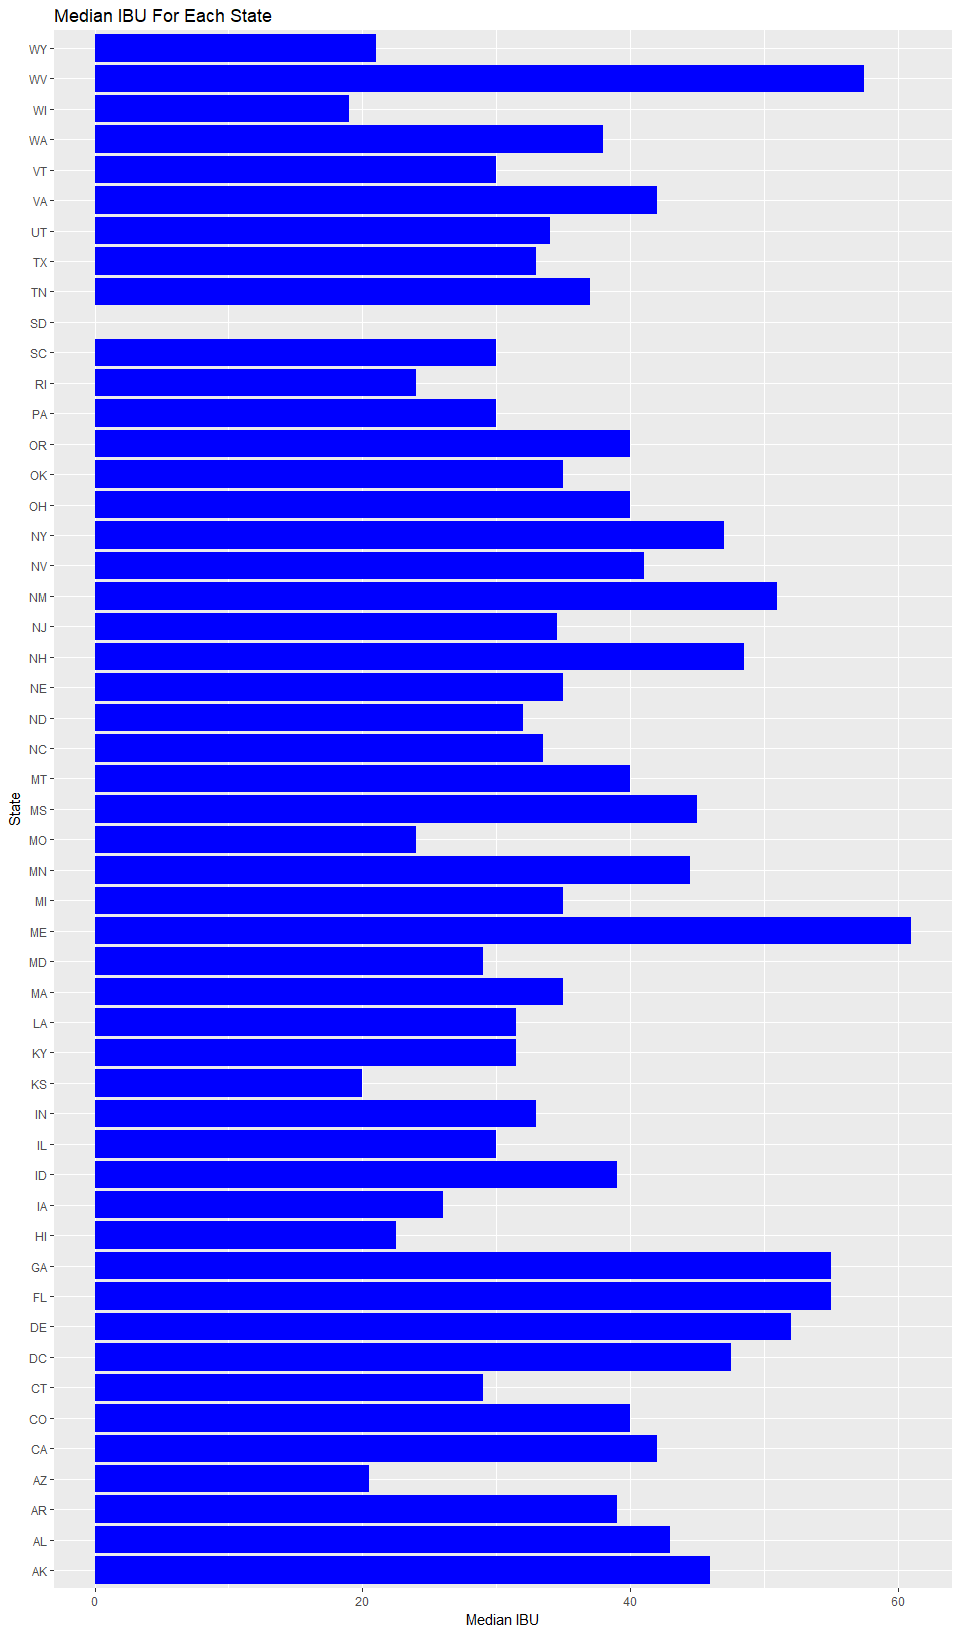 Median IBU For Each State
WY
WV
WI
WA
VT
VA
UT
TX
TN
SD
SC
RI
PA
OR
OK
OH
NY
NV
NM
NJ
NH
NE
ND
NC
MT
MS
MO
MN
MI
ME
MD
MA
LA
KY
KS
IN
IL
ID
IA
HI
GA
FL
DE
DC
CT
CO
CA
AZ
AR
AL
AK
State
0 20 40 60
Median IBU